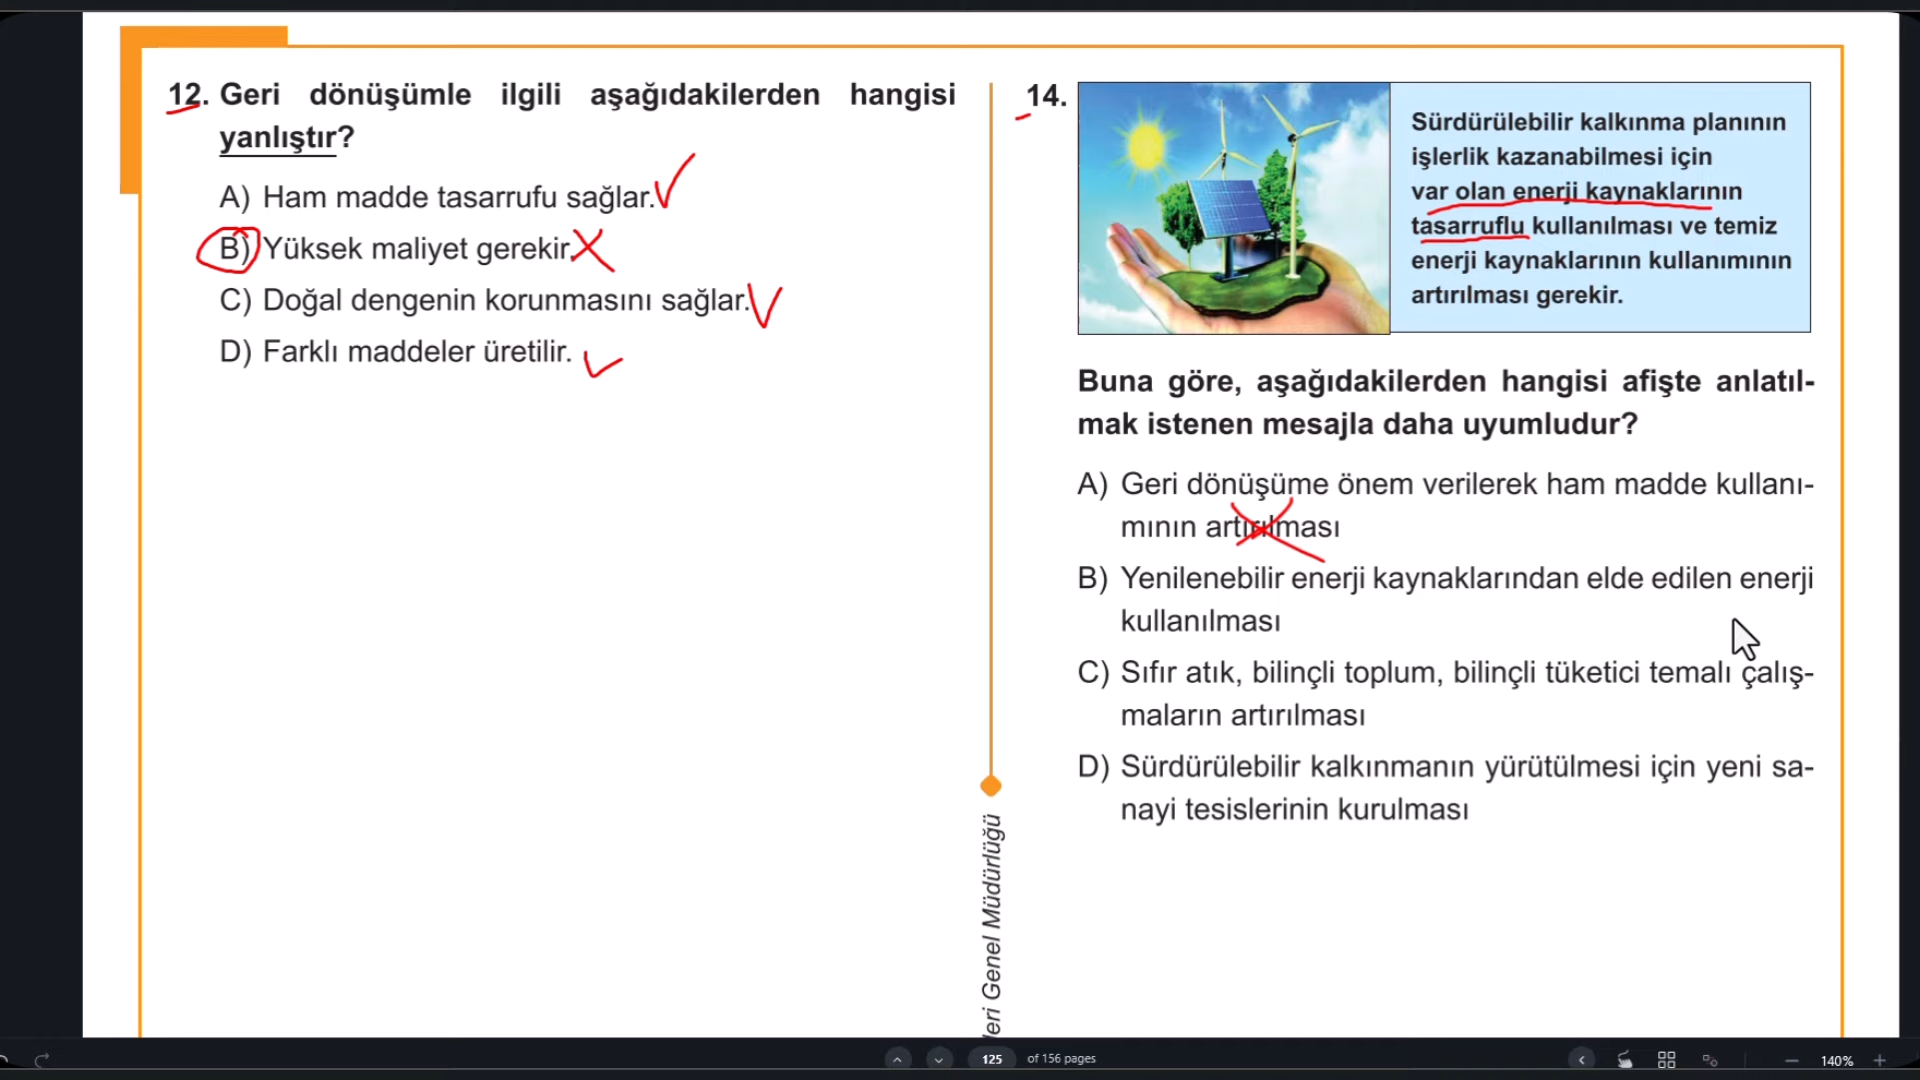 12. Geri dönüşümle ilgili aşağıdakilerden hangisi
yanlıştır?
A) Ham madde tasarrufu sağlar.
B) Yüksek maliyet gerekir.
C) Doğal dengenin korunmasını sağlar.
D) Farklı maddeler üretilir.
14.
Sürdürülebilir kalkınma planının
işlerlik kazanabilmesi için
var olan enerji kaynaklarının
tasarruflu kullanılması ve temiz
enerji kaynaklarının kullanımının
artırılması gerekir.
Buna göre, aşağıdakilerden hangisi afişte anlatıl-
mak istenen mesajla daha uyumludur?
A) Geri dönüşüme önem verilerek ham madde kullanı-
mının artırılması
B) Yenilenebilir enerji kaynaklarından elde edilen enerji
kullanılması
C) Sıfır atık, bilinçli toplum, bilinçli tüketici temalı çalış-
maların artırılması
D) Sürdürülebilir kalkınmanın yürütülmesi için yeni sa-
nayi tesislerinin kurulması
leri Genel Müdürlüğü
125 of 156 pages
140%